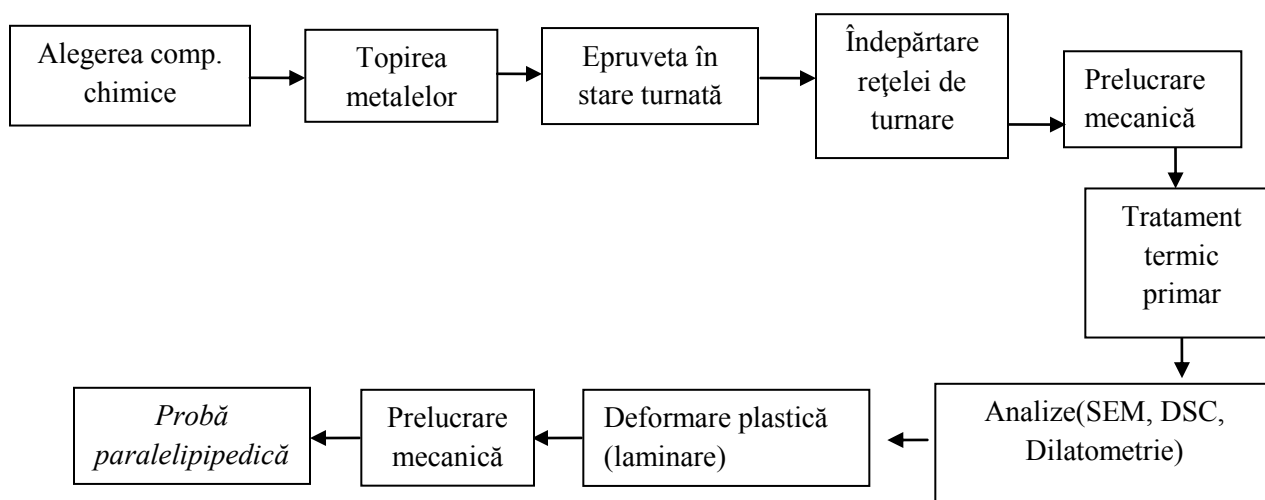 Alegerea comp.
chimice
Topirea
metalelor
Epruveta în
stare turnată
Îndepărtare
reţelei de
turnare
Prelucrare
mecanică
Tratament
termic
primar
Analize(SEM, DSC,
Dilatometrie)
Deformare plastică
(laminare)
Prelucrare
mecanică
Probă
paralelipipedică